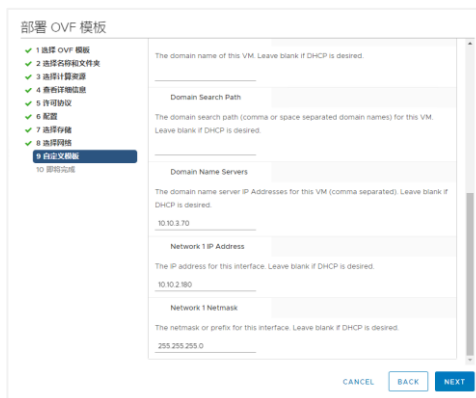 部署 OVF 模板
✓ 1 选择 OVF 模板
✓ 2 选择名称和文件夹
✓ 3 选择计算资源
✓ 4 查看详细信息
✓ 5 许可协议
✓ 6 配置
✓ 7 选择存储
✓ 8 选择网络
9 自定义模板
10 即将完成
The domain name of this VM. Leave blank if DHCP is desired.
Domain Search Path
The domain search path (comma or space separated domain names) for this VM.
Leave blank if DHCP is desired.
Domain Name Servers
The domain name server IP Addresses for this VM (comma separated). Leave blank if
DHCP is desired.
10.10.3.70
Network 1 IP Address
The IP address for this interface. Leave blank if DHCP is desired.
10.10.2.180
Network 1 Netmask
The netmask or prefix for this interface. Leave blank if DHCP is desired.
255.255.255.0
CANCEL
BACK
NEXT